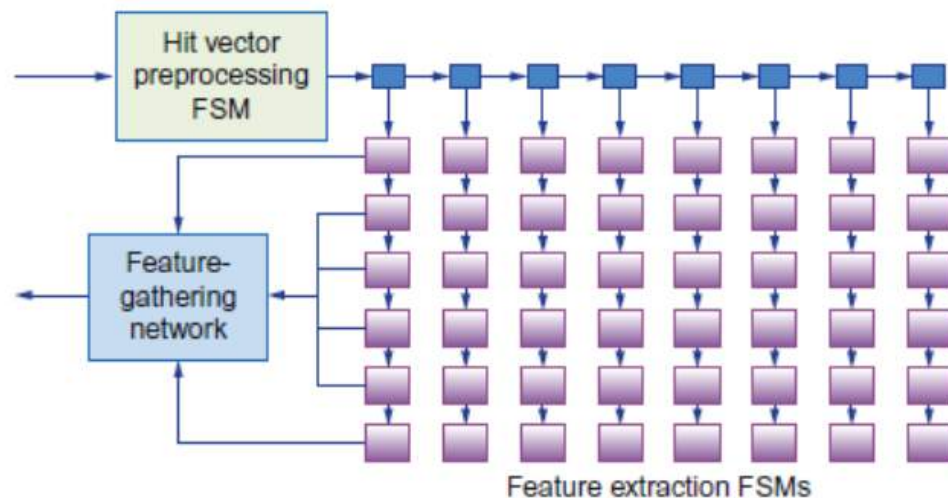 Hit vector
preprocessing
FSM
Feature-
gathering
network
Feature extraction FSMs